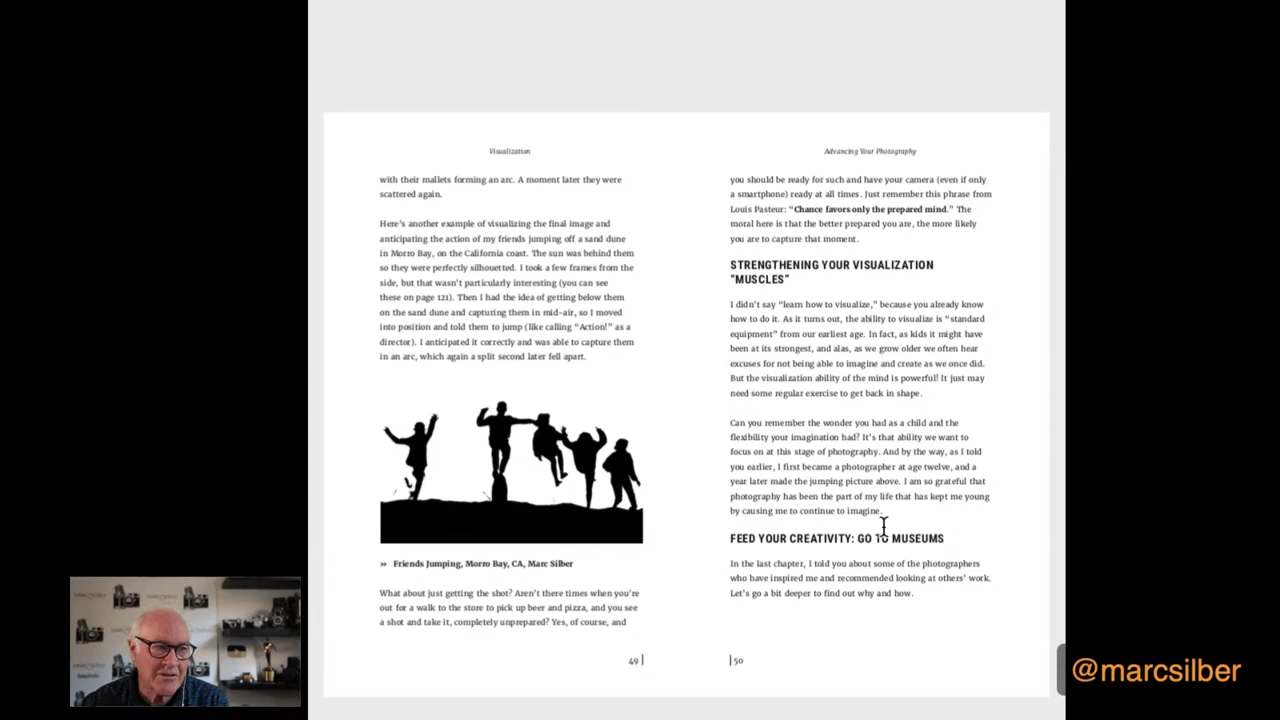 Visualization
with their mallets forming an arc. A moment later they were
scattered again.
Here's another example of visualizing the final image and
anticipating the action of my friends jumping off a sand dune
in Morro Bay, on the California coast. The sun was behind them
so they were perfectly silhouetted. I took a few frames from the
side, but that wasn't particularly interesting (you can see
these on page 121). Then I had the idea of getting below them
on the sand dune and capturing them in mid-air, so I moved
into position and told them to jump (like calling "Action!" as a
director). I anticipated it correctly and was able to capture them
in an arc, which again a split second later fell apart.
» Friends Jumping, Morro Bay, CA, Marc Silber
What about just getting the shot? Aren't there times when you're
out for a walk to the store to pick up beer and pizza, and you see
a shot and take it, completely unprepared? Yes, of course, and
49
Advancing Your Photography
you should be ready for such and have your camera (even if only
a smartphone) ready at all times. Just remember this phrase from
Louis Pasteur: "Chance favors only the prepared mind." The
moral here is that the better prepared you are, the more likely
you are to capture that moment.
STRENGTHENING YOUR VISUALIZATION
"MUSCLES"
I didn't say "learn how to visualize," because you already know
how to do it. As it turns out, the ability to visualize is "standard
equipment" from our earliest age. In fact, as kids it might have
been at its strongest, and alas, as we grow older we often hear
excuses for not being able to imagine and create as we once did.
But the visualization ability of the mind is powerful! It just may
need some regular exercise to get back in shape.
Can you remember the wonder you had as a child and the
flexibility your imagination had? It's that ability we want to
focus on at this stage of photography. And by the way, as I told
you earlier, I first became a photographer at age twelve, and a
year later made the jumping picture above. I am so grateful that
photography has been the part of my life that has kept me young
by causing me to continue to imagine.
FEED YOUR CREATIVITY: GO TO MUSEUMS
In the last chapter, I told you about some of the photographers
who have inspired me and recommended looking at others' work.
Let's go a bit deeper to find out why and how.
50
@marcsilber